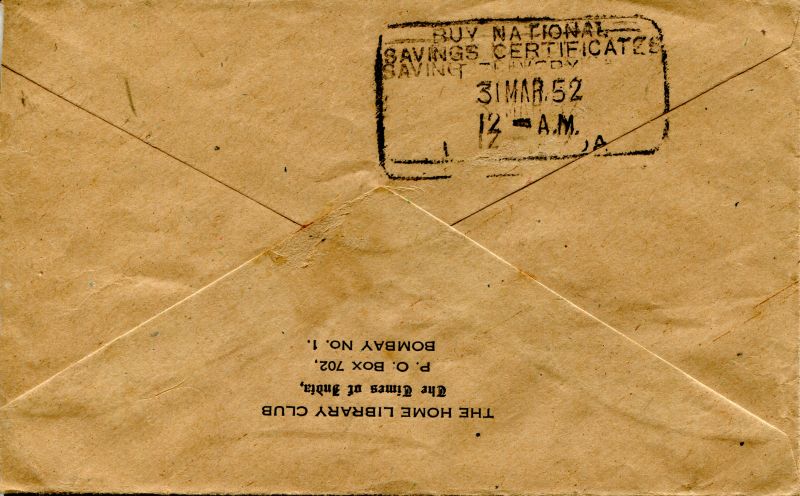 BUY NATIONAL
SAVINGS CERTIFICATES
SAVING
31 MAR. 52
12 - A.M.
THE HOME LIBRARY CLUB
The Times of India,
P. O. BOX 702,
BOMBAY No. 1.